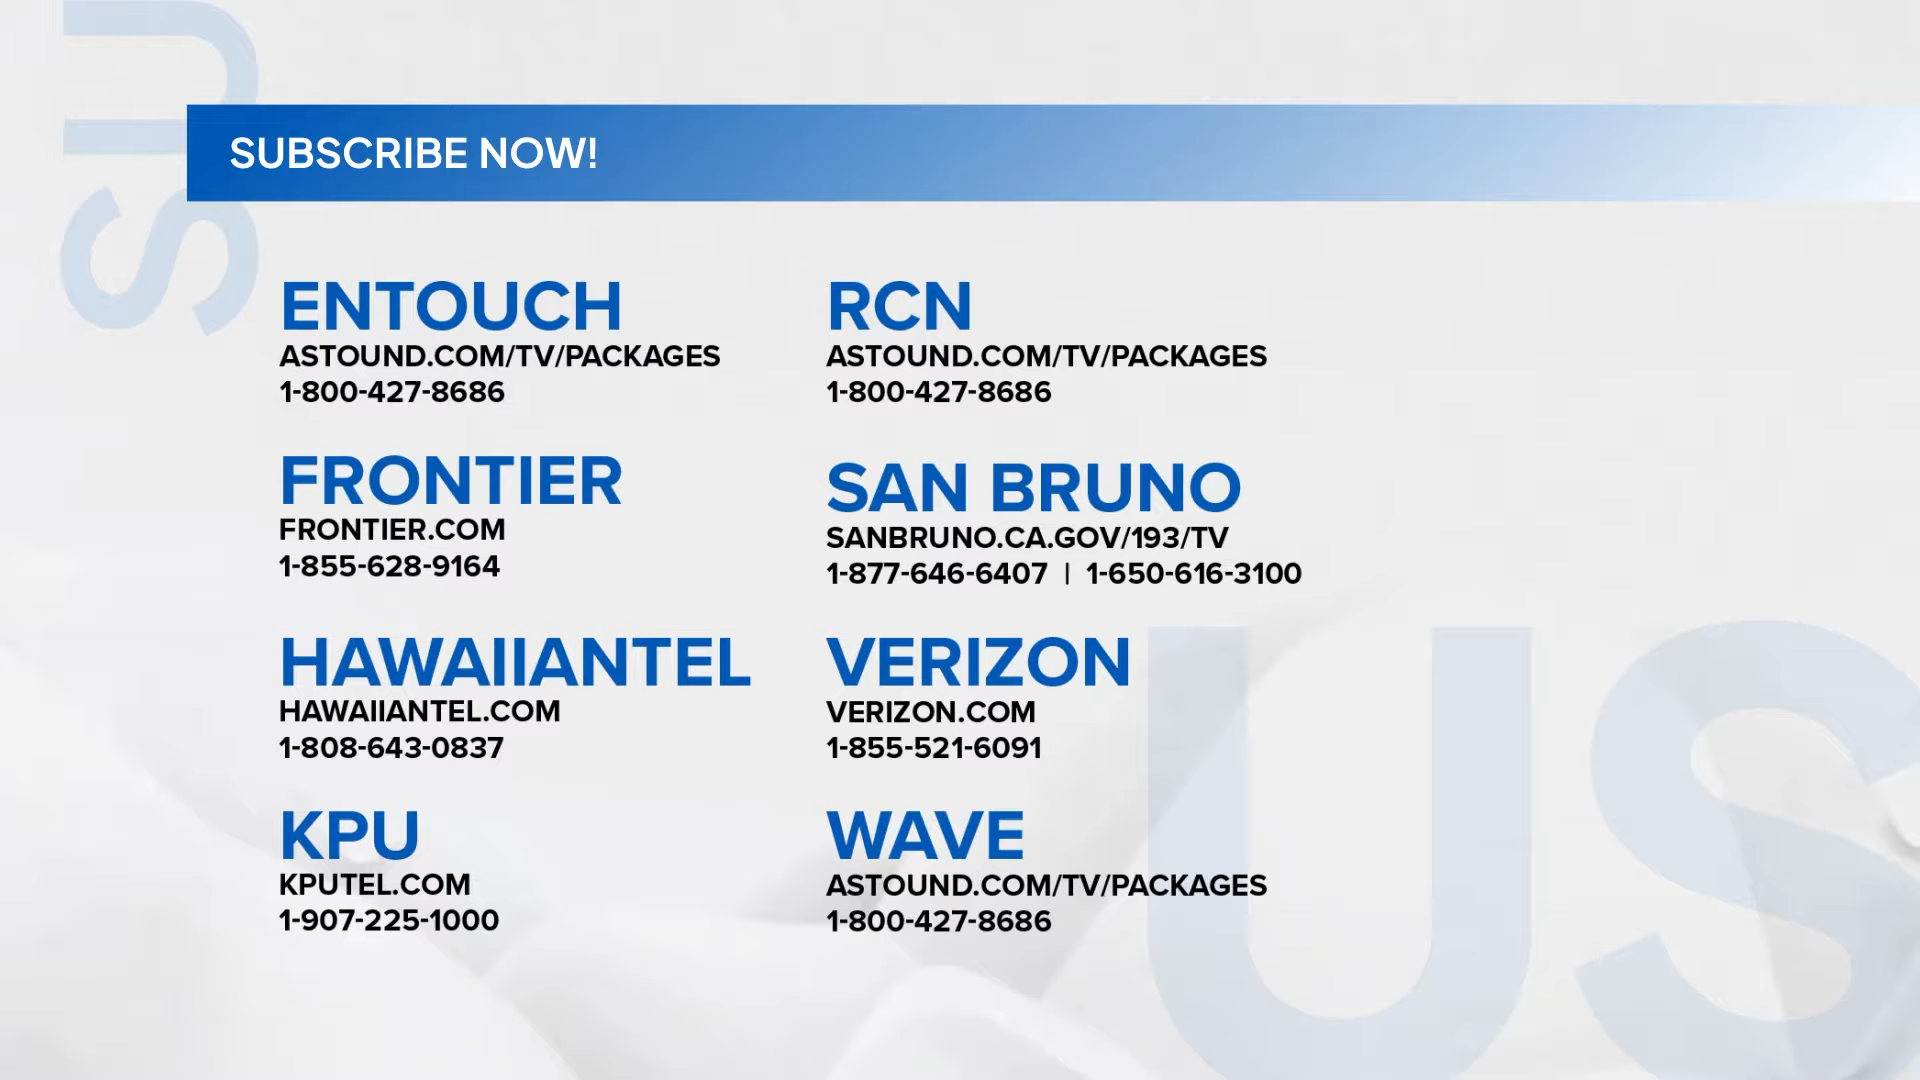 SUBSCRIBE NOW!
ENTOUCH
ASTOUND.COM/TV/PACKAGES
1-800-427-8686
FRONTIER
FRONTIER.COM
1-855-628-9164
HAWAIIANTEL
HAWAIIANTEL.COM
1-808-643-0837
KPU
KPUTEL.COM
1-907-225-1000
RCN
ASTOUND.COM/TV/PACKAGES
1-800-427-8686
SAN BRUNO
SANBRUNO.CA.GOV/193/TV
1-877-646-6407 | 1-650-616-3100
VERIZON
VERIZON.COM
1-855-521-6091
WAVE
ASTOUND.COM/TV/PACKAGES
1-800-427-8686
US
US